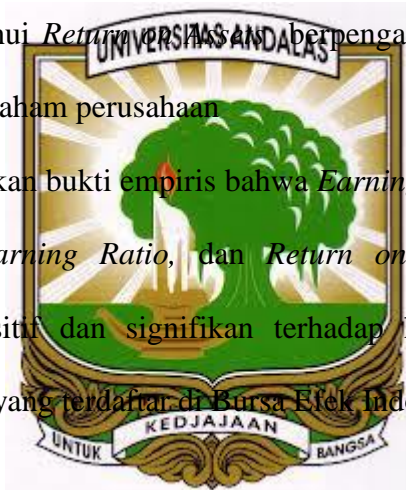 nui Return on Assets berpenga
UNIVERSITAS ANDALAS
aham perusahaan
kan bukti empiris bahwa Earnin
arning Ratio, dan Return on
sitif dan signifikan terhadap
yang terdaftar di Bursa Efek Indo
KEDJAJAAN
UNTUK
BANGSA